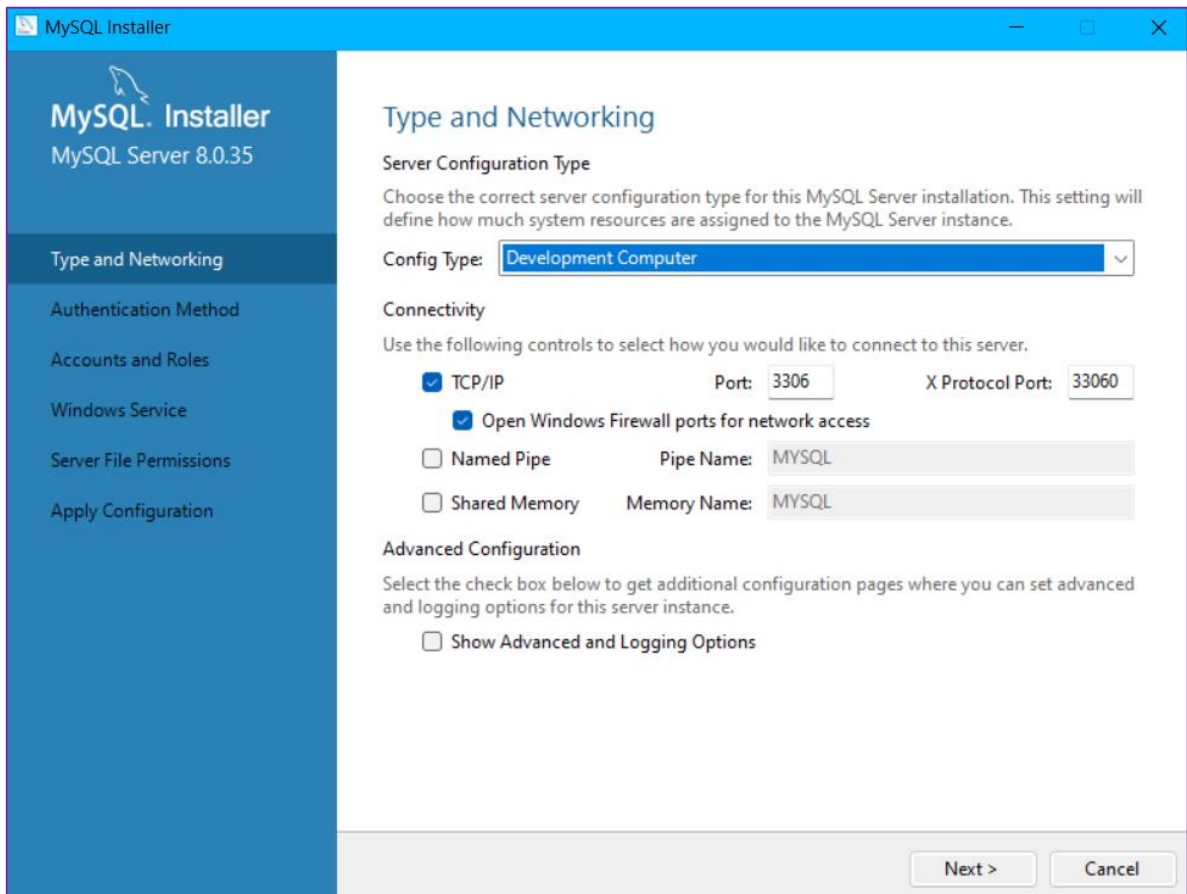 MySQL Installer
MySQL. Installer
MySQL Server 8.0.35
Type and Networking
Authentication Method
Accounts and Roles
Windows Service
Server File Permissions
Apply Configuration
Type and Networking
Server Configuration Type
Choose the correct server configuration type for this MySQL Server installation. This setting will
define how much system resources are assigned to the MySQL Server instance.
Config Type: Development Computer
Connectivity
Use the following controls to select how you would like to connect to this server.
TCP/IP Port: 3306 X Protocol Port: 33060
Open Windows Firewall ports for network access
Named Pipe Pipe Name: MYSQL
Shared Memory Memory Name: MYSQL
Advanced Configuration
Select the check box below to get additional configuration pages where you can set advanced
and logging options for this server instance.
Show Advanced and Logging Options
Next > Cancel